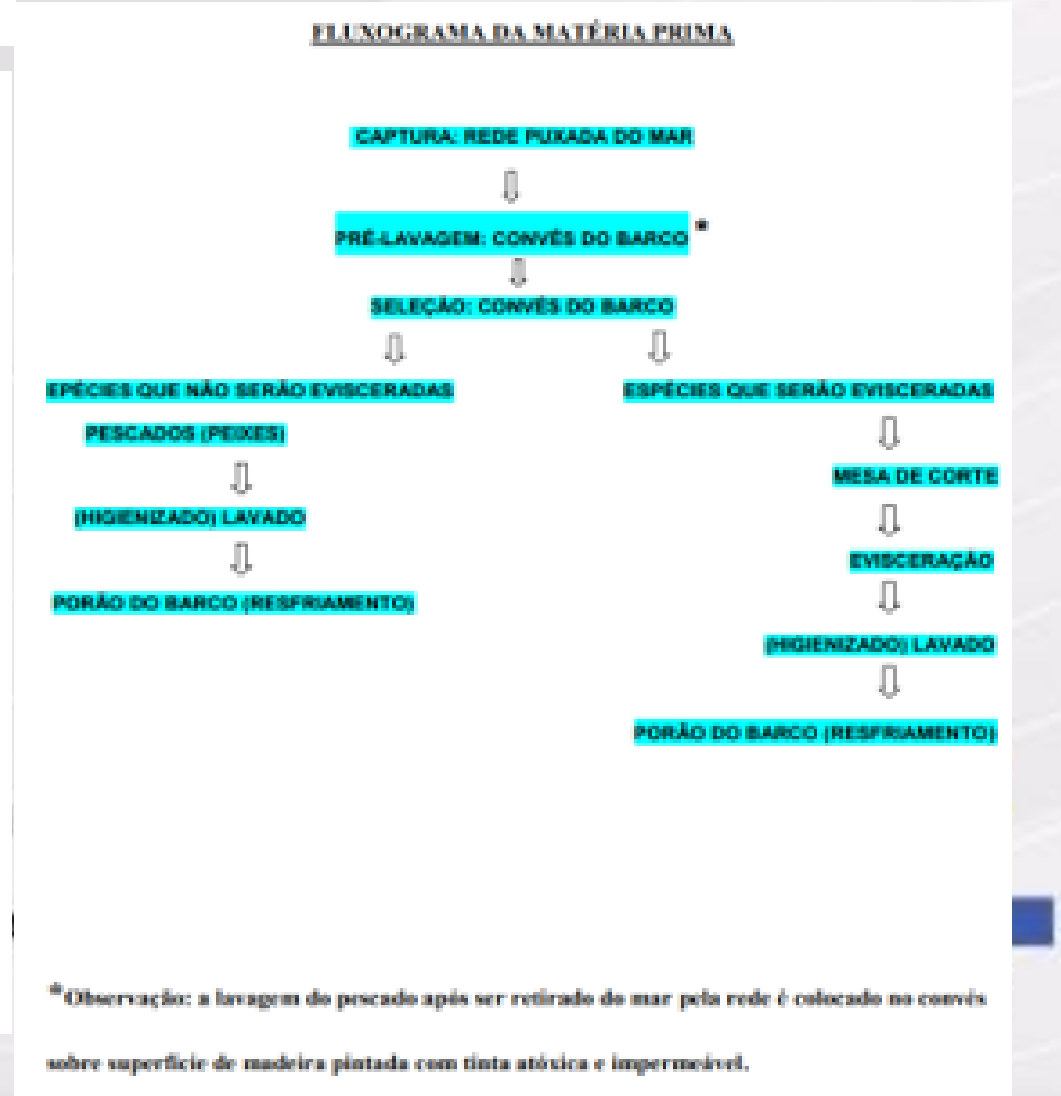 FLUXOGRAMA DA MATÉRIA PRIMA
CAPTURA: REDE PUXADA DO MAR
PRÉ-LAVAGEM: CONVÉS DO BARCO *
SELEÇÃO: CONVÉS DO BARCO
EPÉCIES QUE NÃO SERÃO EVISCERADAS
PESCADOS (PEIXES)
(HIGIENIZADO) LAVADO
PORÃO DO BARCO (RESFRIAMENTO)
ESPÉCIES QUE SERÃO EVISCERADAS
MESA DE CORTE
EVISCERAÇÃO
(HIGIENIZADO) LAVADO
PORÃO DO BARCO (RESFRIAMENTO)
*Observação: a lavagem do pescado após ser retirado do mar pela rede é colocado no convés
sobre superfície de madeira pintada com tinta atóxica e impermeável.